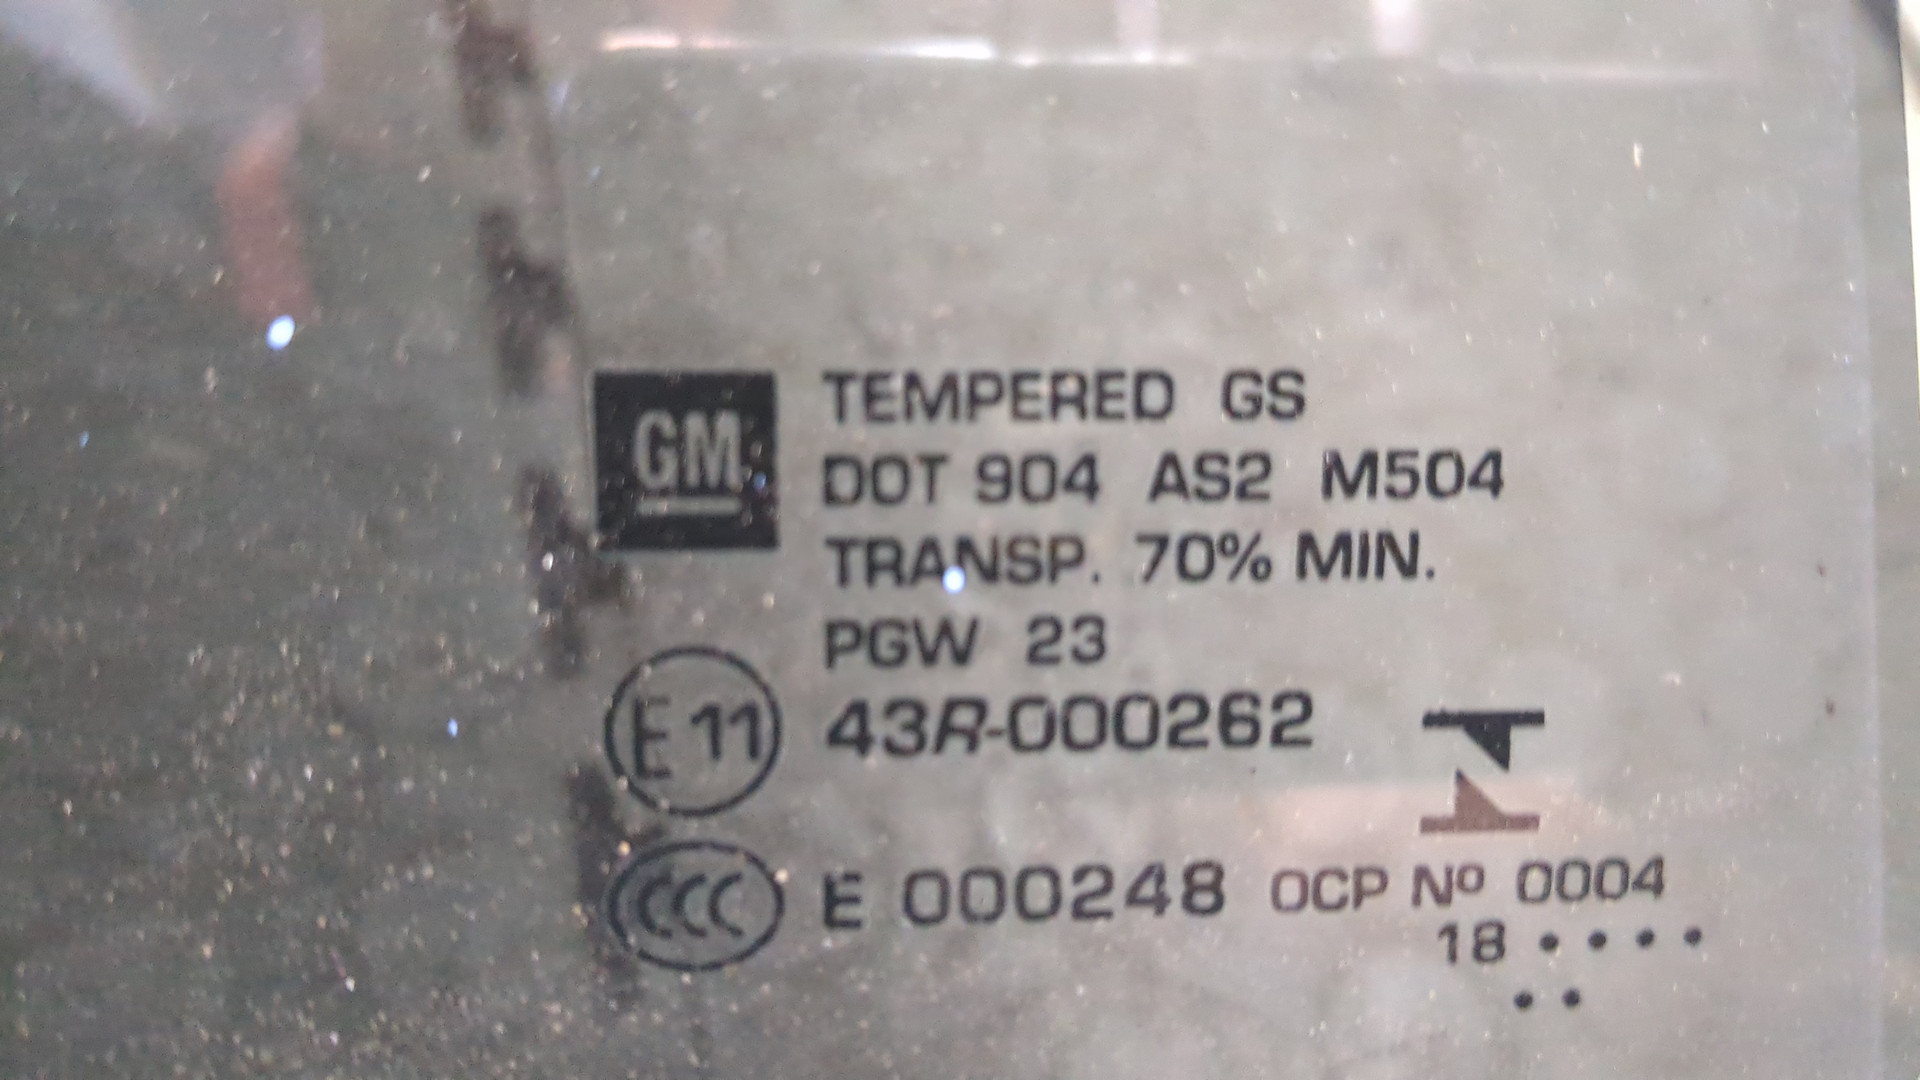 GM
TEMPERED GS
DOT 904 AS2 M504
TRANSP. 70% MIN.
PGW 23
E 11 43R-000262
CCC E 000248 OCP Nº 0004
18 • • • •
• •